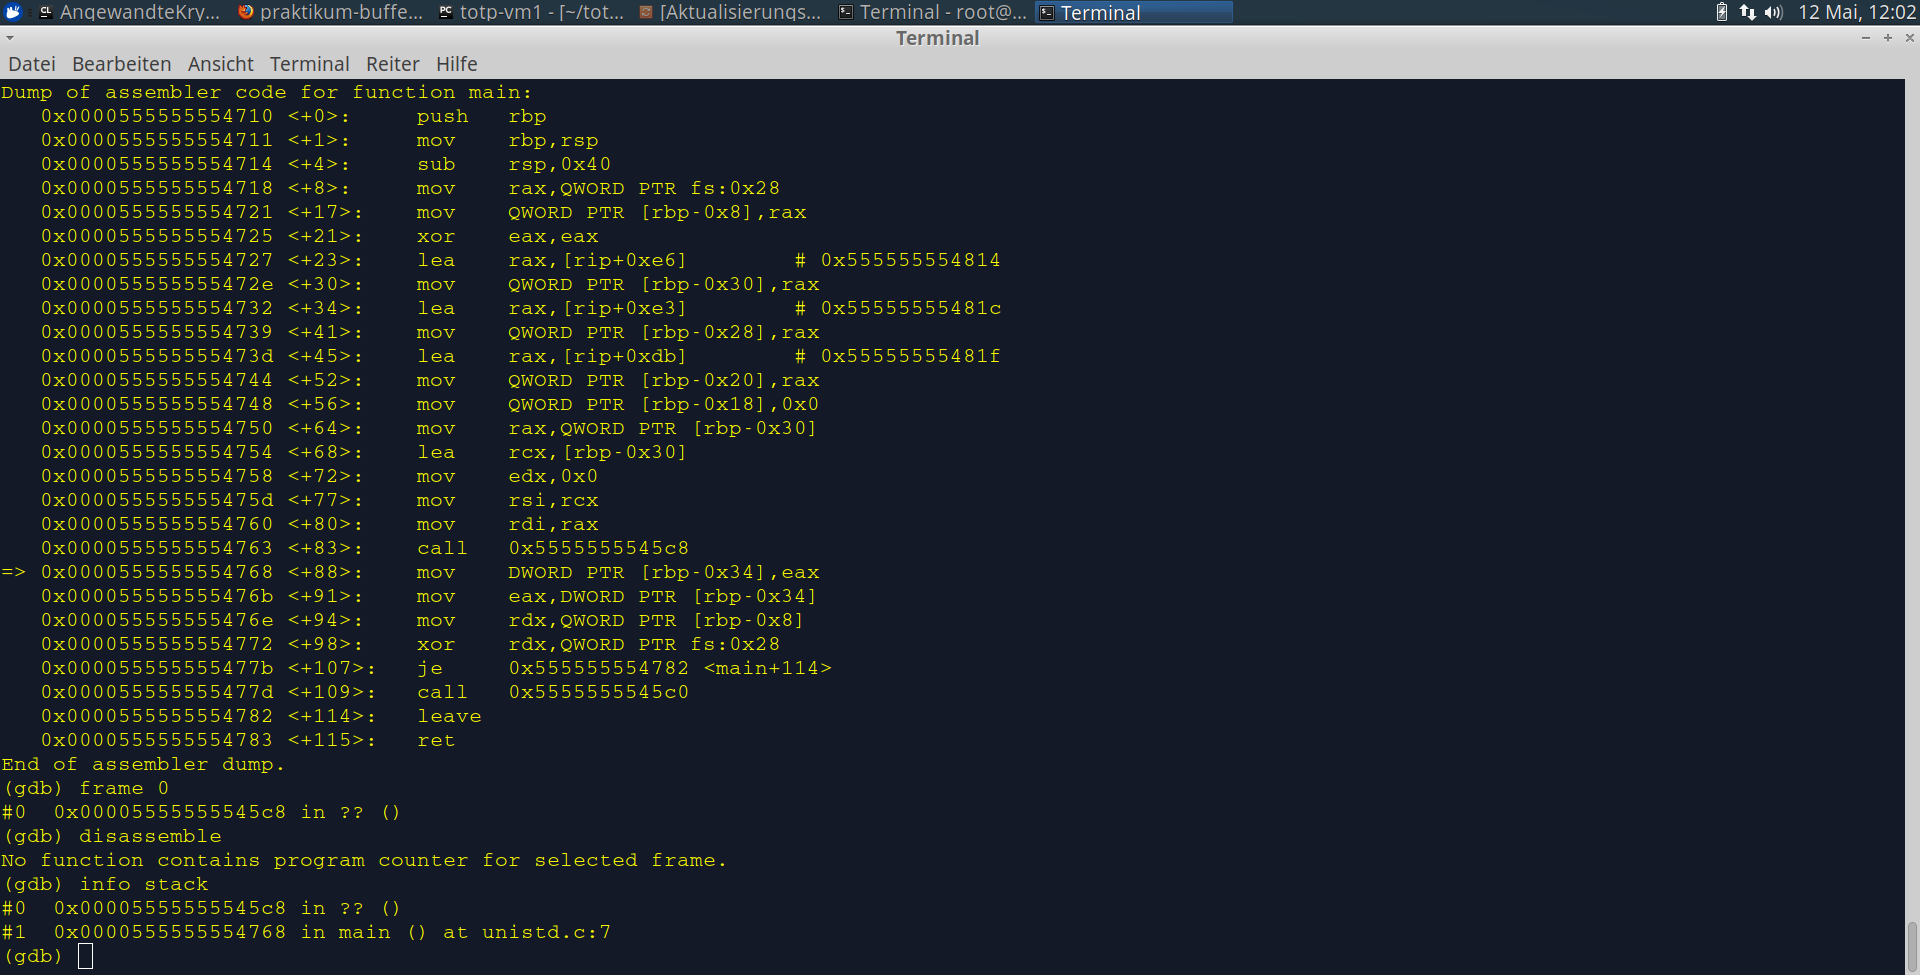 AngewandteKry... praktikum-buffe... totp-vm1 - [~/tot... [Aktualisierungs... Terminal - root@... Terminal 12 Mai, 12:02
Terminal
Datei Bearbeiten Ansicht Terminal Reiter Hilfe
Dump of assembler code for function main:
0x0000555555554710 <+0>: push rbp
0x0000555555554711 <+1>: mov rbp,rsp
0x0000555555554714 <+4>: sub rsp,0x40
0x0000555555554718 <+8>: mov rax,QWORD PTR fs:0x28
0x0000555555554721 <+17>: mov QWORD PTR [rbp-0x8],rax
0x0000555555554725 <+21>: xor eax,eax
0x0000555555554727 <+23>: lea rax,[rip+0xe6] # 0x555555554814
0x000055555555472e <+30>: mov QWORD PTR [rbp-0x30],rax
0x0000555555554732 <+34>: lea rax,[rip+0xe3] # 0x55555555481c
0x0000555555554739 <+41>: mov QWORD PTR [rbp-0x28],rax
0x000055555555473d <+45>: lea rax,[rip+0xdb] # 0x55555555481f
0x0000555555554744 <+52>: mov QWORD PTR [rbp-0x20],rax
0x0000555555554748 <+56>: mov QWORD PTR [rbp-0x18],0x0
0x0000555555554750 <+64>: mov rax,QWORD PTR [rbp-0x30]
0x0000555555554754 <+68>: lea rcx,[rbp-0x30]
0x0000555555554758 <+72>: mov edx,0x0
0x000055555555475d <+77>: mov rsi,rcx
0x0000555555554760 <+80>: mov rdi,rax
0x0000555555554763 <+83>: call 0x5555555545c8
=> 0x0000555555554768 <+88>: mov DWORD PTR [rbp-0x34],eax
0x000055555555476b <+91>: mov eax,DWORD PTR [rbp-0x34]
0x000055555555476e <+94>: mov rdx,QWORD PTR [rbp-0x8]
0x0000555555554772 <+98>: xor rdx,QWORD PTR fs:0x28
0x000055555555477b <+107>: je 0x555555554782 <main+114>
0x000055555555477d <+109>: call 0x5555555545c0
0x0000555555554782 <+114>: leave
0x0000555555554783 <+115>: ret
End of assembler dump.
(gdb) frame 0
#0 0x00005555555545c8 in ?? ()
(gdb) disassemble
No function contains program counter for selected frame.
(gdb) info stack
#0 0x00005555555545c8 in ?? ()
#1 0x0000555555554768 in main () at unistd.c:7
(gdb)